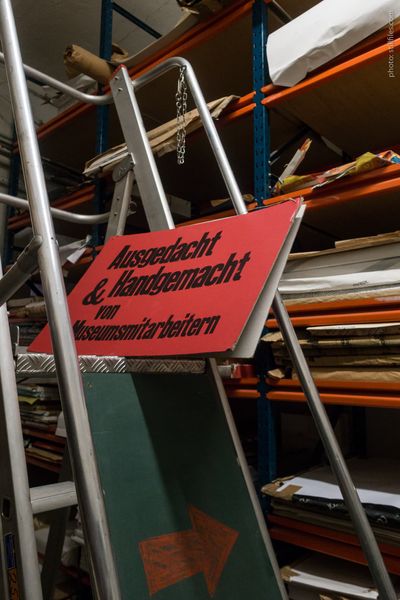 Ausgedacht
& Handgemacht
von
Museumsmitarbeitern